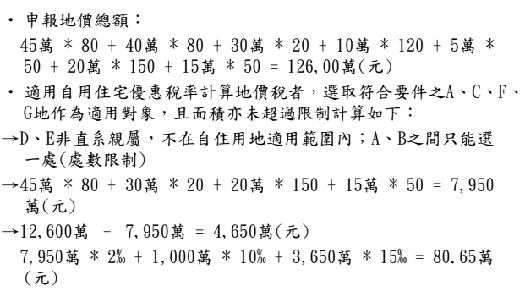 • 申報地價總額：
45萬 * 80 + 40萬 * 80 + 30萬 * 20 + 10萬 * 120 + 5萬 *
50 + 20萬 * 150 + 15萬 * 50 = 126,00萬(元)
• 適用自用住宅優惠稅率計算地價稅者，選取符合要件之A、C、F、
G地作為適用對象，且面積亦未超過限制計算如下：
→D、E非直系親屬，不在自住用地適用範圍內；A、B之間只能選
一處(處數限制)
→45萬 * 80 + 30萬 * 20 + 20萬 * 150 + 15萬 * 50 = 7,950
萬(元)
→12,600萬 - 7,950萬 = 4,650萬(元)
7,950萬 * 2‰ + 1,000萬 * 10‰ + 3,650萬 * 15‰ = 80.65萬
(元)